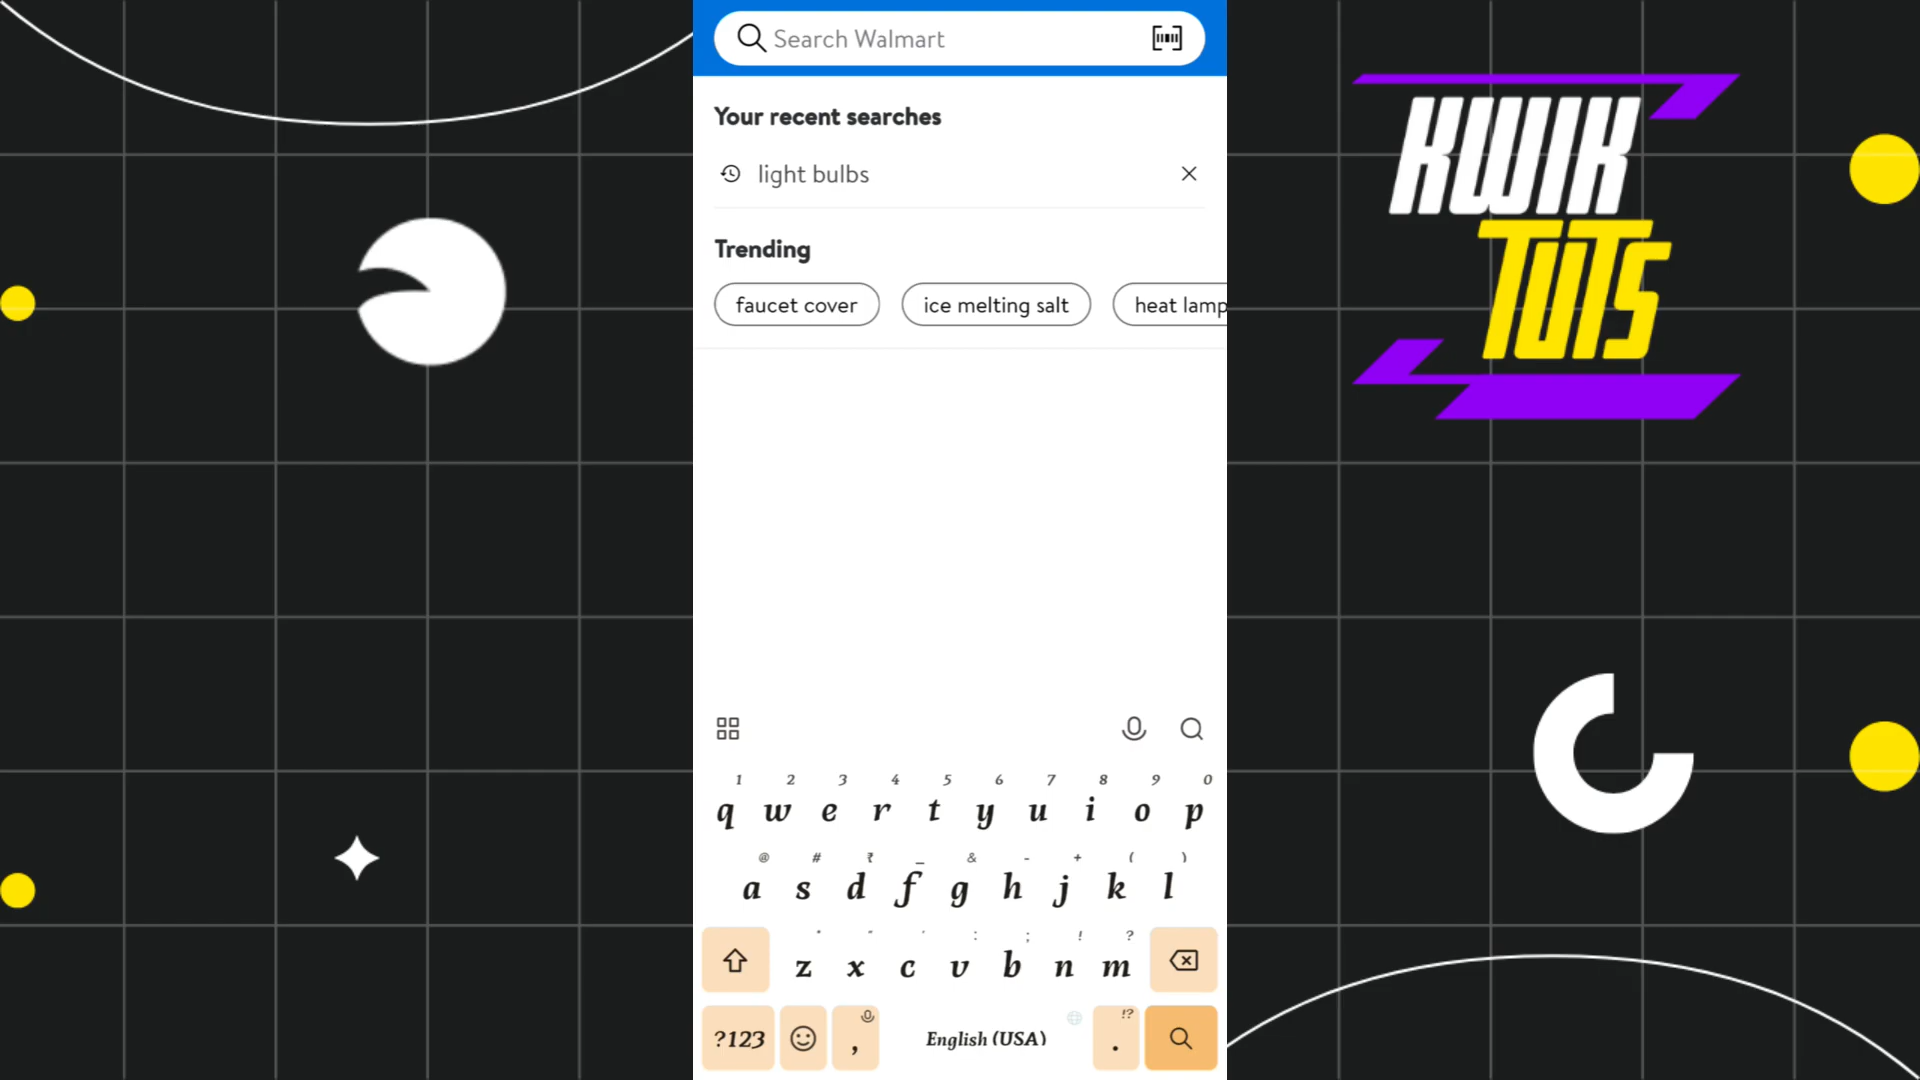 Search Walmart
Your recent searches
light bulbs
Trending
faucet cover
ice melting salt
heat lamp
KWIK
TUTS
1 2 3 4 5 6 7 8 9 0
q w e r t y u i o p
@ # ₹ _ & - + ( )
a s d f g h j k l
* " ' : ; ! ?
z x c v b n m
!?
?123 , English (USA) .